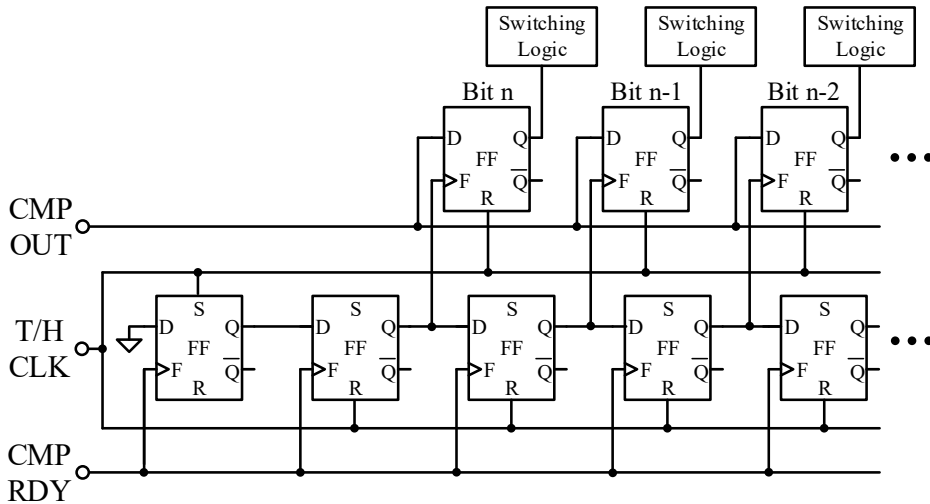 Switching
Logic
Switching
Logic
Switching
Logic
Bit n
Bit n-1
Bit n-2
D Q
FF
F Q̅
R
D Q
FF
F Q̅
R
D Q
FF
F Q̅
R
•••
CMP
OUT
T/H
CLK
S
D Q
FF
F Q̅
R
S
D Q
FF
F Q̅
R
S
D Q
FF
F Q̅
R
S
D Q
FF
F Q̅
R
S
D Q
FF
F Q̅
R
•••
CMP
RDY